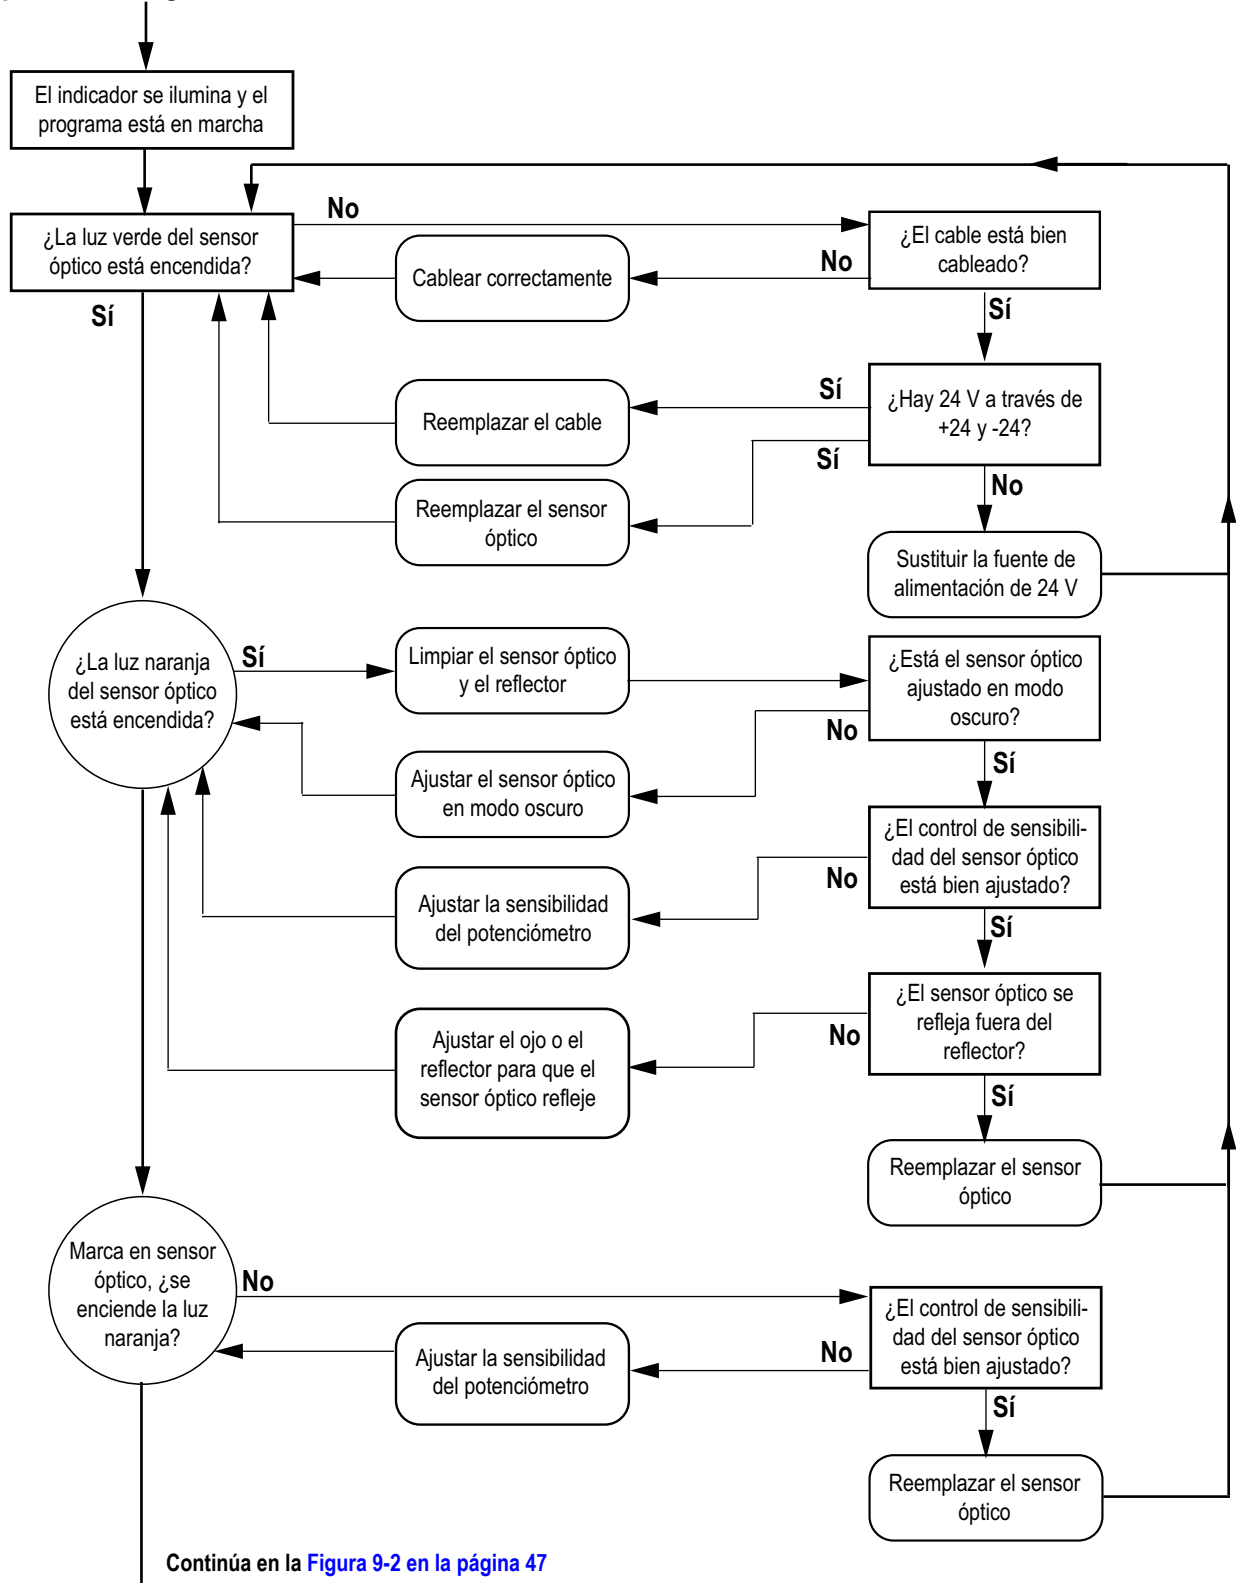 El indicador se ilumina y el
programa está en marcha
¿La luz verde del sensor
óptico está encendida?
No
¿El cable está bien
cableado?
Cablear correctamente
No
Sí
Sí
¿Hay 24 V a través de
+24 y -24?
Sí
Reemplazar el cable
Sí
No
Reemplazar el sensor
óptico
Sustituir la fuente de
alimentación de 24 V
¿La luz naranja
del sensor óptico
está encendida?
Sí
Limpiar el sensor óptico
y el reflector
¿Está el sensor óptico
ajustado en modo
oscuro?
No
Sí
Ajustar el sensor óptico
en modo oscuro
¿El control de sensibili-
dad del sensor óptico
está bien ajustado?
No
Sí
Ajustar la sensibilidad
del potenciómetro
¿El sensor óptico se
refleja fuera del
reflector?
No
Sí
Ajustar el ojo o el
reflector para que el
sensor óptico refleje
Reemplazar el sensor
óptico
Marca en sensor
óptico, ¿se
enciende la luz
naranja?
No
¿El control de sensibili-
dad del sensor óptico
está bien ajustado?
No
Sí
Ajustar la sensibilidad
del potenciómetro
Reemplazar el sensor
óptico
Continúa en la Figura 9-2 en la página 47